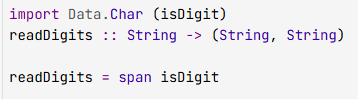 import Data.Char (isDigit)
readDigits :: String -> (String, String)
readDigits = span isDigit